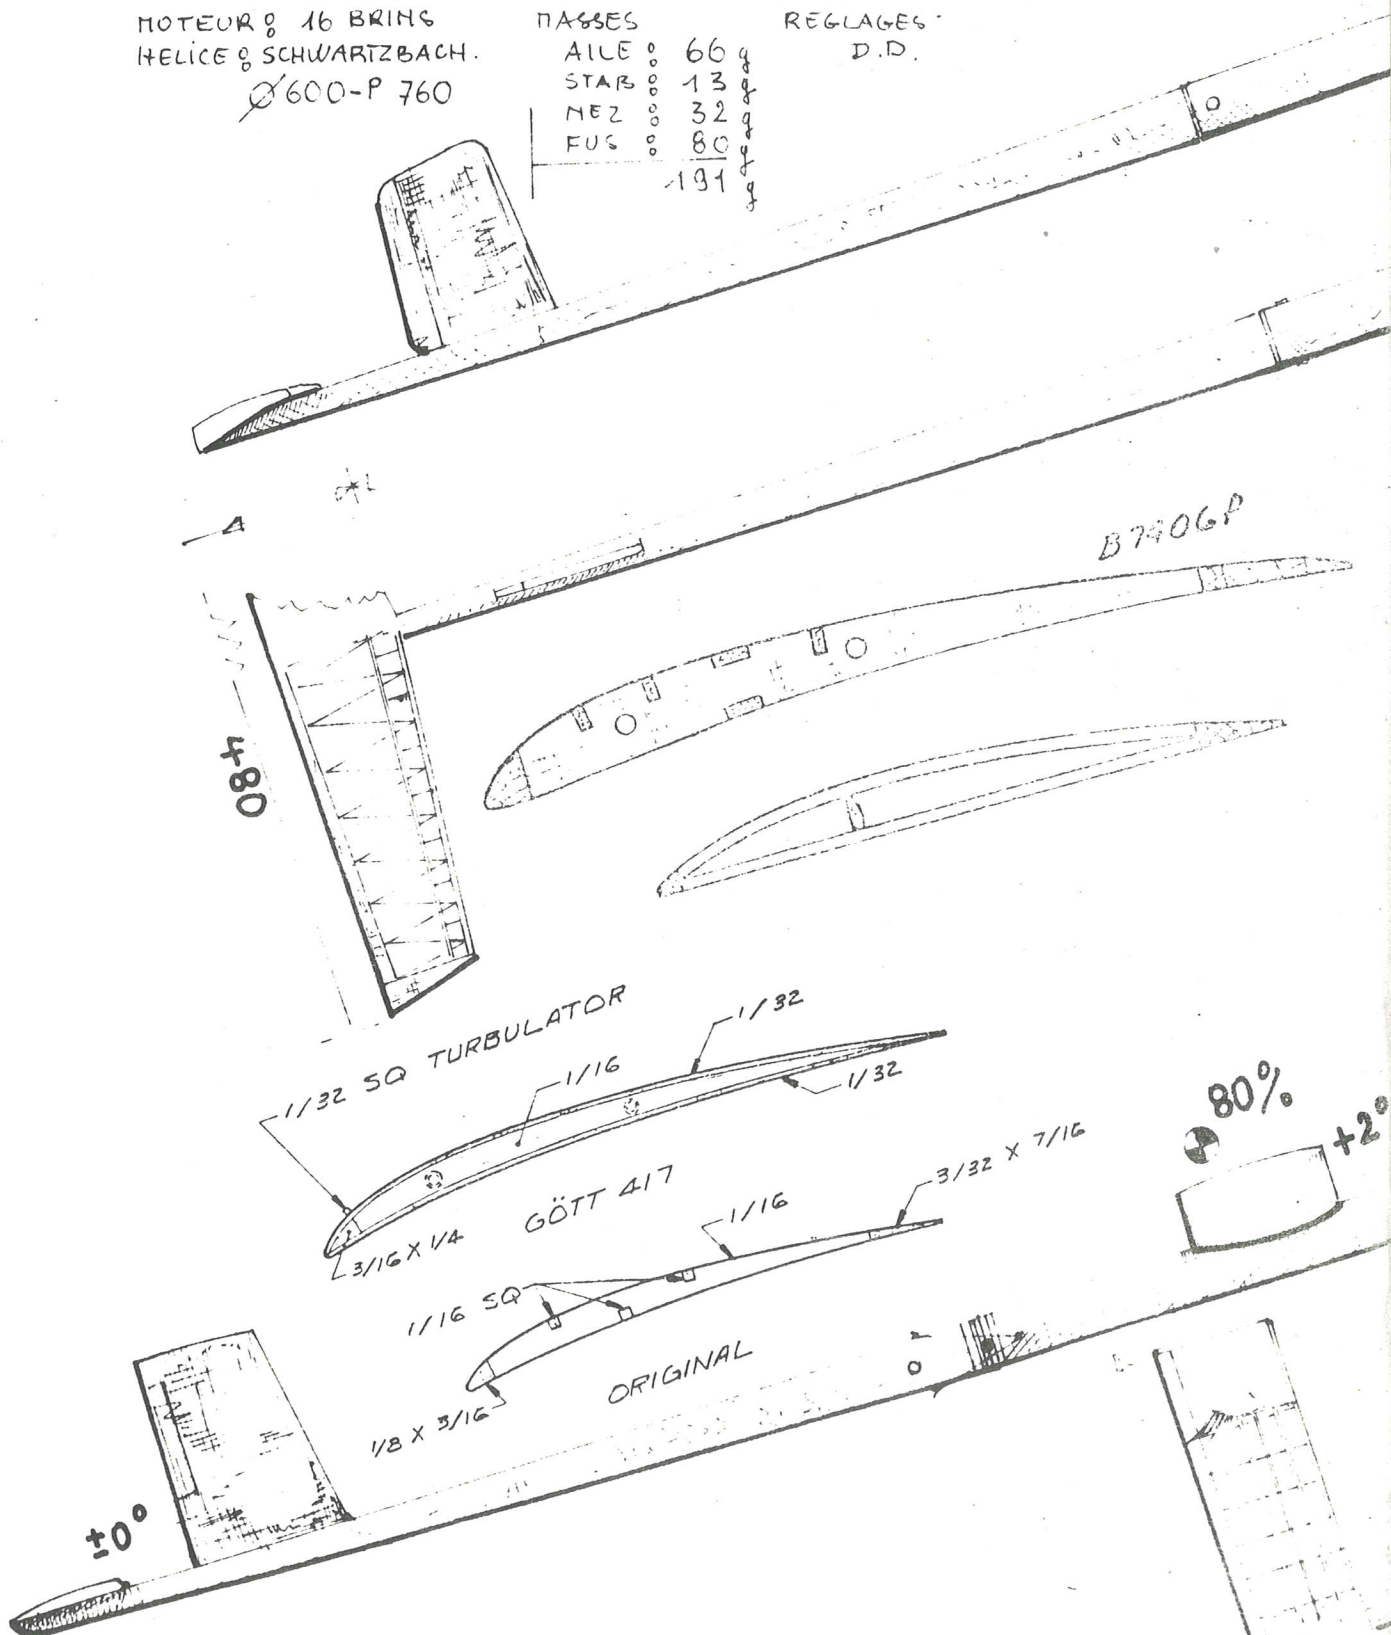 MOTEUR : 16 BRINS
HELICE : SCHWARTZBACH.
Ø600-P 760
MASSES
AILE : 66 g
STAB : 13 g
NEZ : 32 g
FUS : 80 g
191 g
REGLAGES
D.D.
B7406P
480
1/32 SQ TURBULATOR
1/16
1/32
1/32
3/16 X 1/4
GÖTT 417
80%
+2°
1/16
3/32 X 7/16
1/16 SQ
1/8 X 3/16
ORIGINAL
±0°